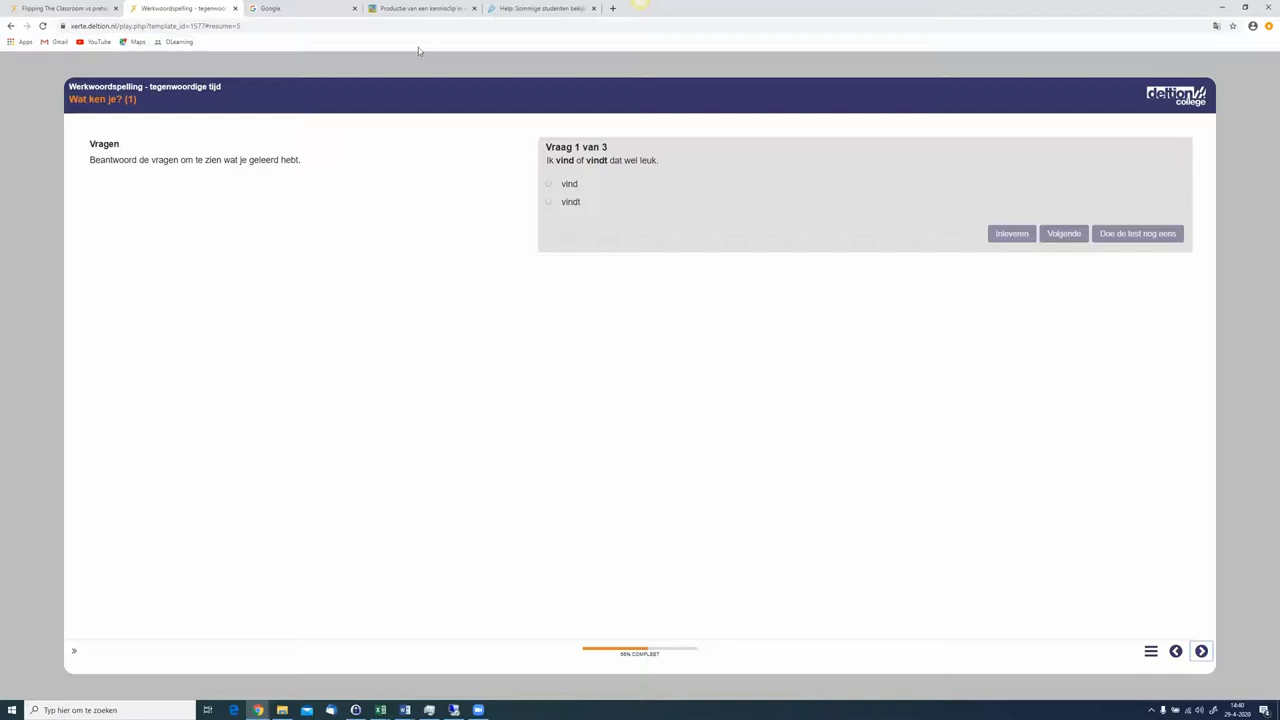 Flipping The Classroom vs pretei
Werkwoordspelling - tegenwoo
Google
Productie van een kennisclip in
Help: Sommige studenten bekij
xerte.deltion.nl/play.php?template_id=1577#resume=5
Apps
Gmail
YouTube
Maps
DLearning
Werkwoordspelling - tegenwoordige tijd
Wat ken je? (1)
deltion
college
Vragen
Beantwoord de vragen om te zien wat je geleerd hebt.
Vraag 1 van 3
Ik vind of vindt dat wel leuk.
vind
vindt
Inleveren
Volgende
Doe de test nog eens
56% COMPLEET
Typ hier om te zoeken
14:40
29-4-2020